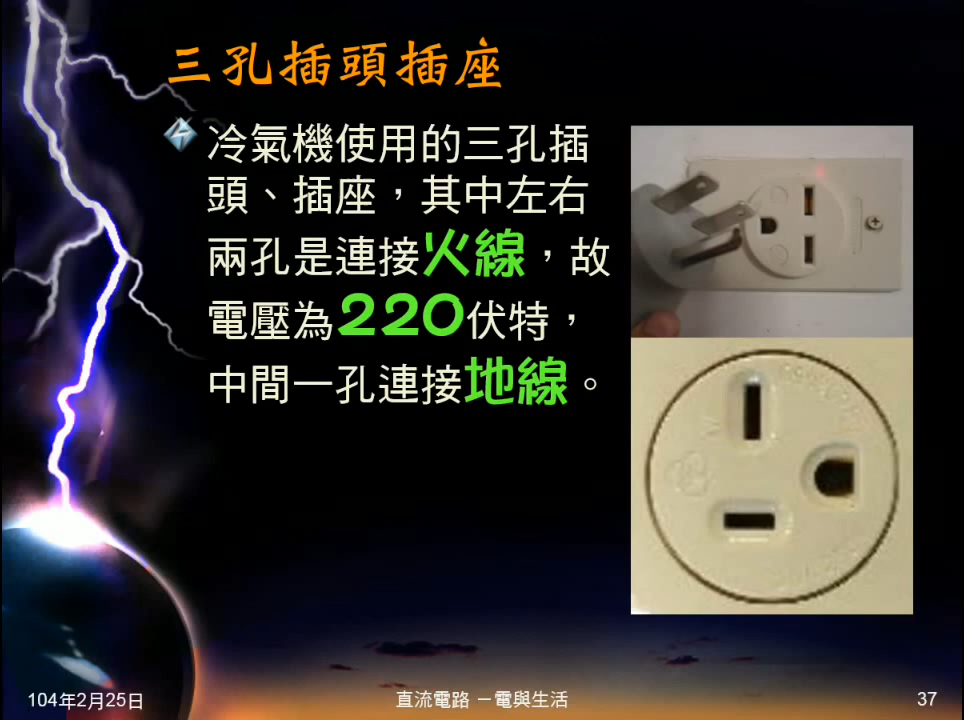 三孔插頭插座
冷氣機使用的三孔插
頭、插座，其中左右
兩孔是連接火線，故
電壓為220伏特，
中間一孔連接地線。
104年2月25日
直流電路 －電與生活
37